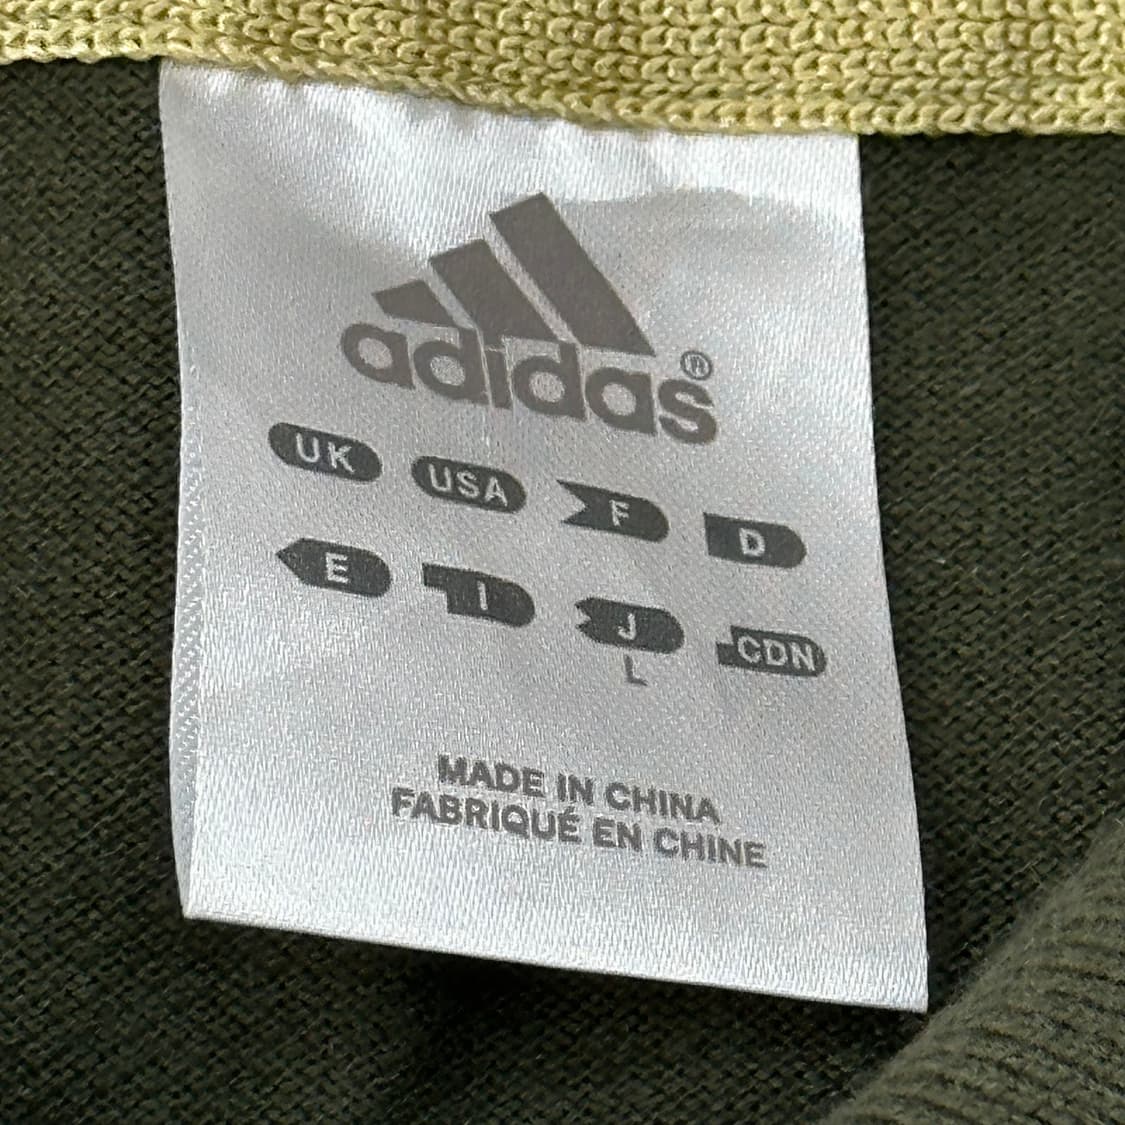 adidas®
UK USA F D
E I J CDN
L
MADE IN CHINA
FABRIQUÉ EN CHINE